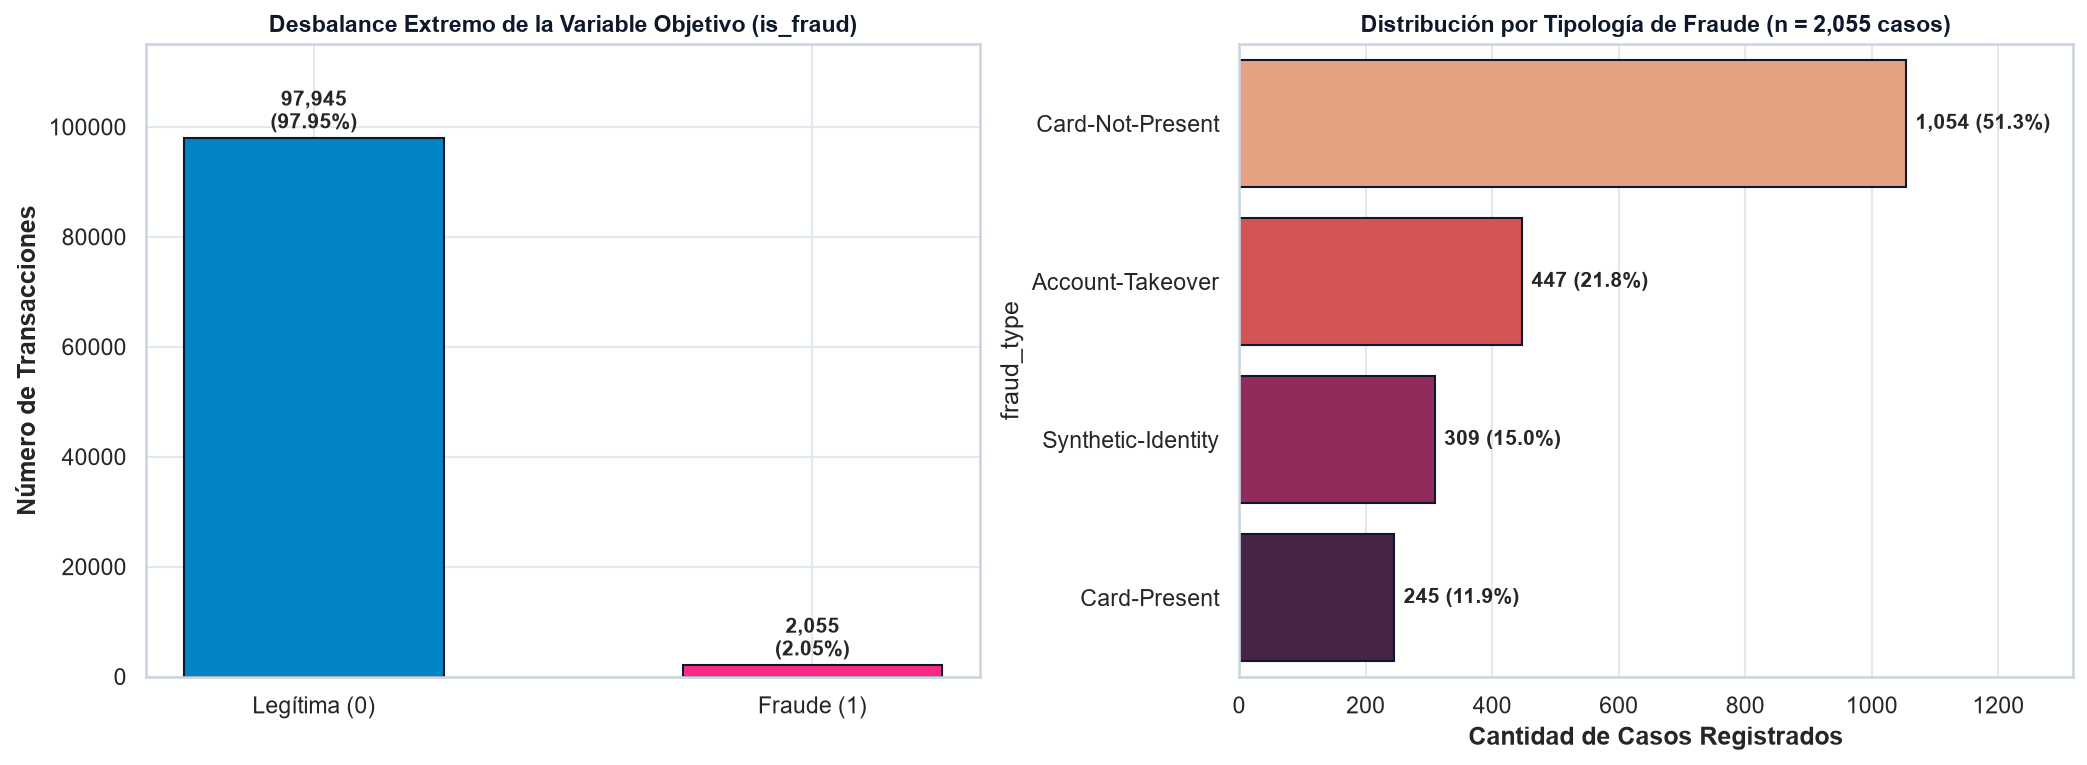 Desbalance Extremo de la Variable Objetivo (is_fraud)
Número de Transacciones
100000
80000
60000
40000
20000
0
97,945
(97.95%)
2,055
(2.05%)
Legítima (0)
Fraude (1)
Distribución por Tipología de Fraude (n = 2,055 casos)
fraud_type
Card-Not-Present
1,054 (51.3%)
Account-Takeover
447 (21.8%)
Synthetic-Identity
309 (15.0%)
Card-Present
245 (11.9%)
0
200
400
600
800
1000
1200
Cantidad de Casos Registrados